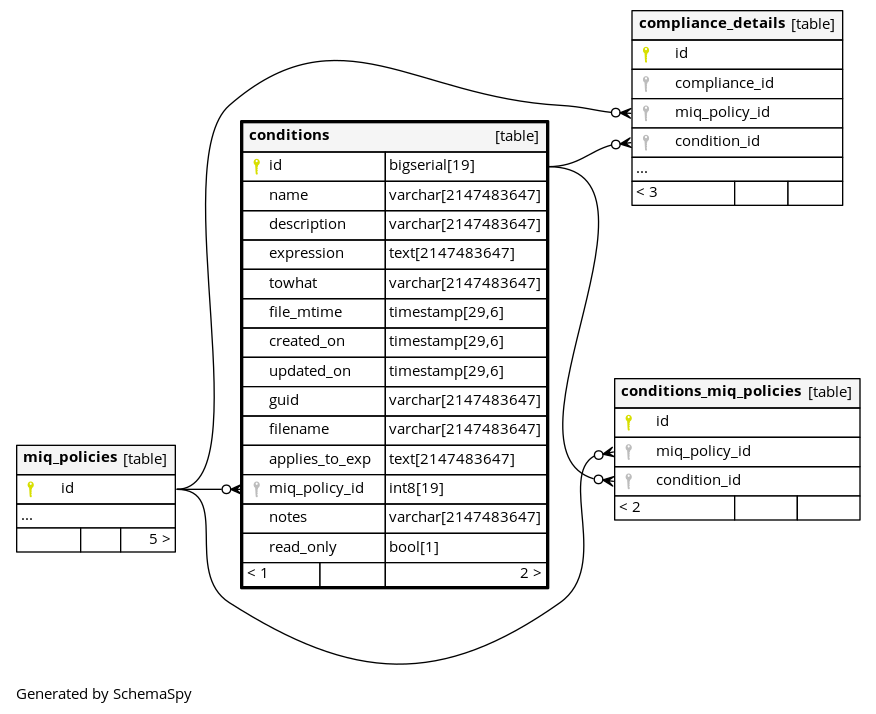 compliance_details [table]
id
compliance_id
miq_policy_id
condition_id
...
< 3
conditions [table]
id bigserial[19]
name varchar[2147483647]
description varchar[2147483647]
expression text[2147483647]
towhat varchar[2147483647]
file_mtime timestamp[29,6]
created_on timestamp[29,6]
updated_on timestamp[29,6]
guid varchar[2147483647]
filename varchar[2147483647]
applies_to_exp text[2147483647]
miq_policy_id int8[19]
notes varchar[2147483647]
read_only bool[1]
< 1 2 >
conditions_miq_policies [table]
id
miq_policy_id
condition_id
< 2
miq_policies [table]
id
...
5 >
Generated by SchemaSpy